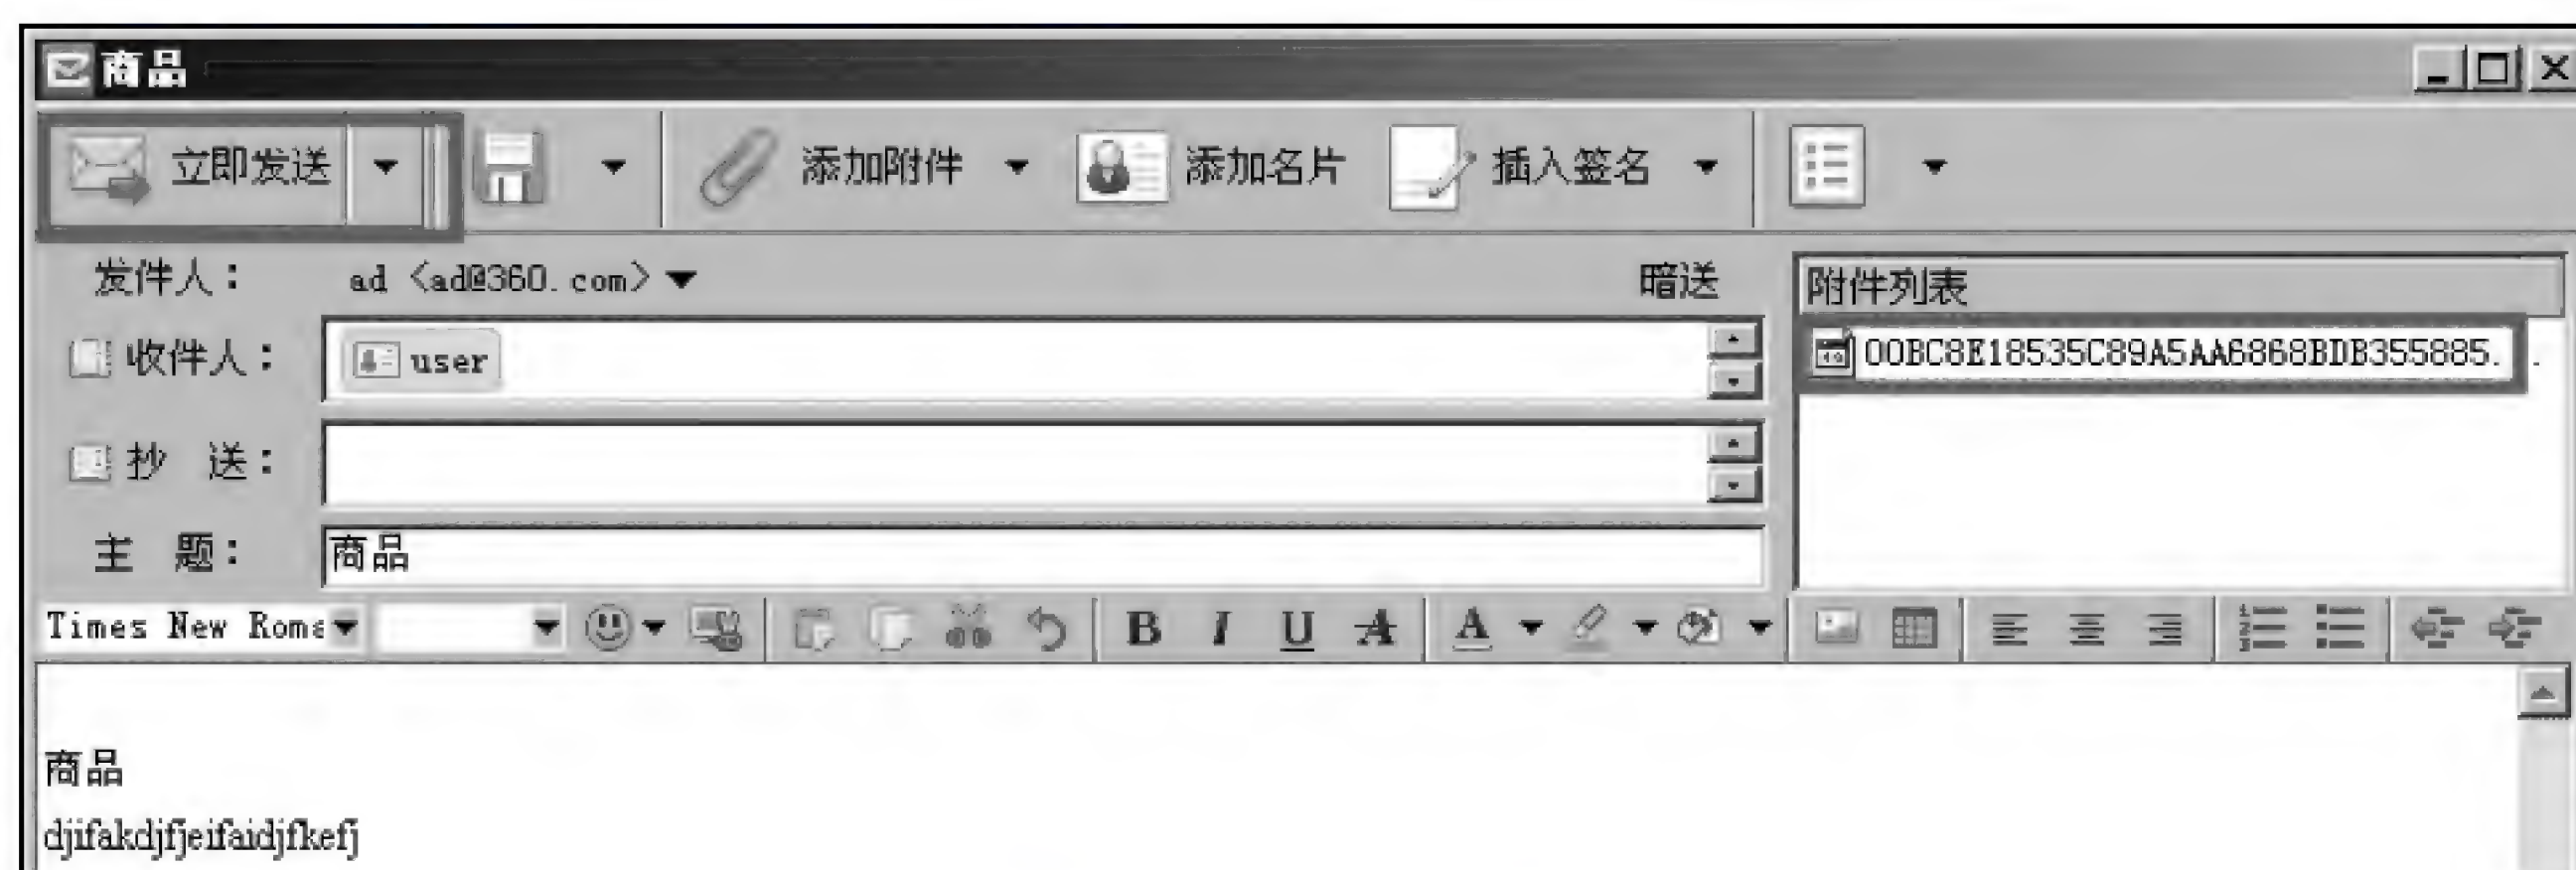 商品
立即发送 添加附件 添加名片 插入签名
发件人： ad <ad@360.com> 暗送
附件列表
收件人： user
00BC8E18535C89A5AA6868BDB355885. .
抄 送：
主 题： 商品
Times New Roma
B I U A A
商品
djifakdjfjeifaidjfkefj